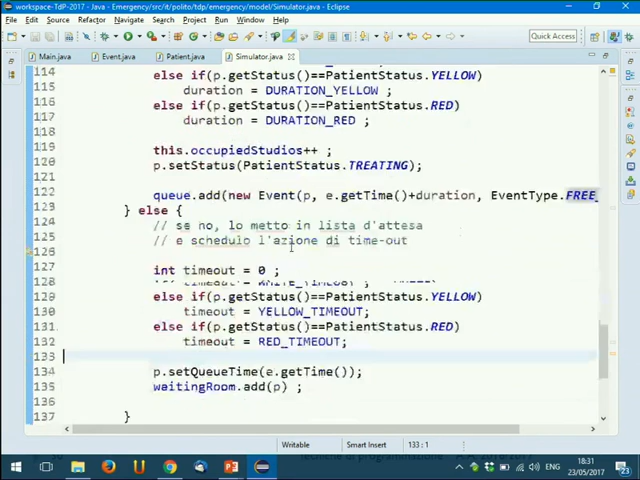 workspace-TdP-2017 - Java - Emergency/src/it/polito/tdp/emergency/model/Simulator.java - Eclipse
File Edit Source Refactor Navigate Search Project Run Window Help
Quick Access
Main.java Event.java Patient.java Simulator.java
114 else if(p.getStatus()==PatientStatus.YELLOW)
115 duration = DURATION_YELLOW ;
116 else if(p.getStatus()==PatientStatus.RED)
117 duration = DURATION_RED ;
118
119 this.occupiedStudios++ ;
120 p.setStatus(PatientStatus.TREATING);
121
122 queue.add(new Event(p, e.getTime()+duration, EventType.FREE_
123 } else {
124 // se no, lo metto in lista d'attesa
125 // e schedulo l'azione di time-out
126
127 int timeout = 0 ;
129 else if(p.getStatus()==PatientStatus.YELLOW)
130 timeout = YELLOW_TIMEOUT;
131 else if(p.getStatus()==PatientStatus.RED)
132 timeout = RED_TIMEOUT;
133
134 p.setQueueTime(e.getTime());
135 waitingRoom.add(p) ;
136
137 }
Writable Smart Insert 133 : 1
ENG 18:31
23/05/2017